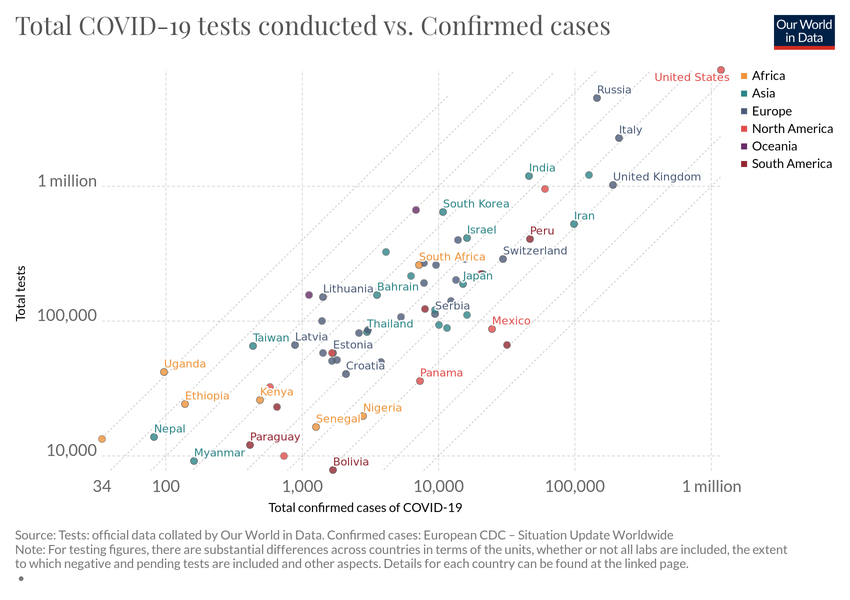 Total COVID-19 tests conducted vs. Confirmed cases
Our World
in Data
United States
Africa
Asia
Europe
North America
Oceania
South America
Russia
Italy
India
United Kingdom
1 million
South Korea
Iran
Israel
Peru
Switzerland
South Africa
Japan
Lithuania
Bahrain
Serbia
Total tests
100,000
Thailand
Mexico
Taiwan
Latvia
Estonia
Croatia
Uganda
Panama
Ethiopia
Kenya
Nigeria
Senegal
Nepal
Paraguay
10,000
Myanmar
Bolivia
34
100
1,000
10,000
100,000
1 million
Total confirmed cases of COVID-19
Source: Tests: official data collated by Our World in Data. Confirmed cases: European CDC – Situation Update Worldwide
Note: For testing figures, there are substantial differences across countries in terms of the units, whether or not all labs are included, the extent
to which negative and pending tests are included and other aspects. Details for each country can be found at the linked page.
•